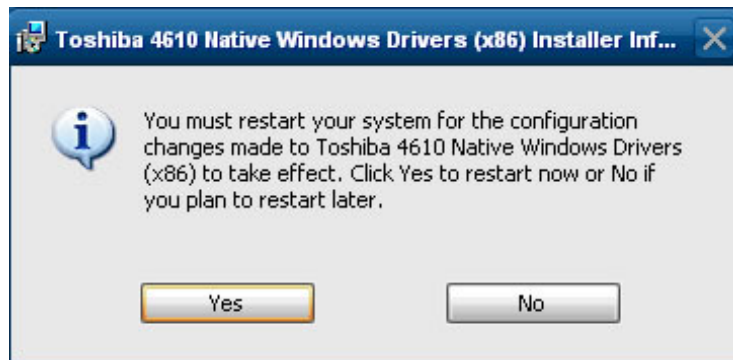 Toshiba 4610 Native Windows Drivers (x86) Installer Inf...
You must restart your system for the configuration
changes made to Toshiba 4610 Native Windows Drivers
(x86) to take effect. Click Yes to restart now or No if
you plan to restart later.
Yes
No